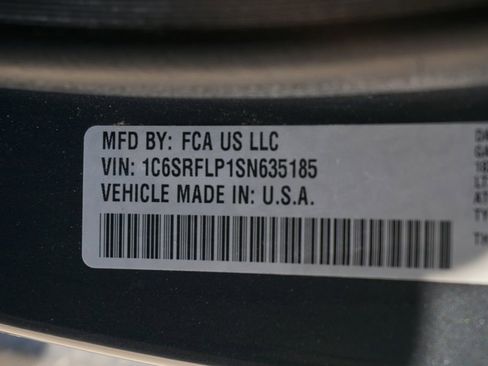 MFD BY: FCA US LLC
VIN: 1C6SRFLP1SN635185
VEHICLE MADE IN: U.S.A.